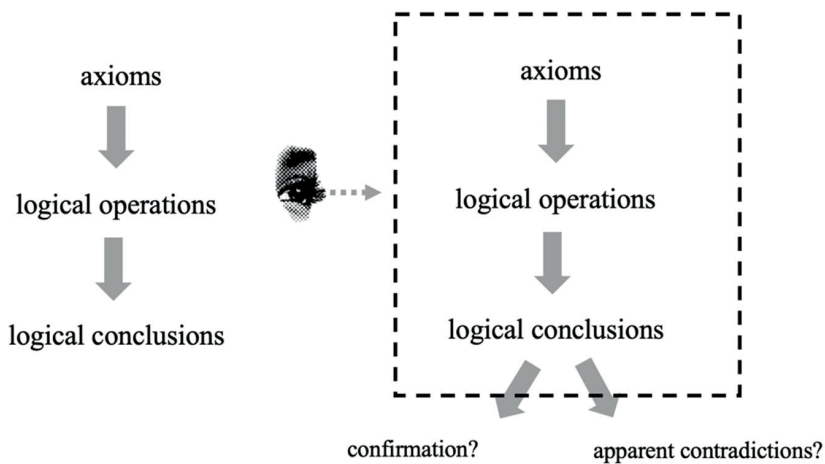 axioms
logical operations
logical conclusions
axioms
logical operations
logical conclusions
confirmation?
apparent contradictions?